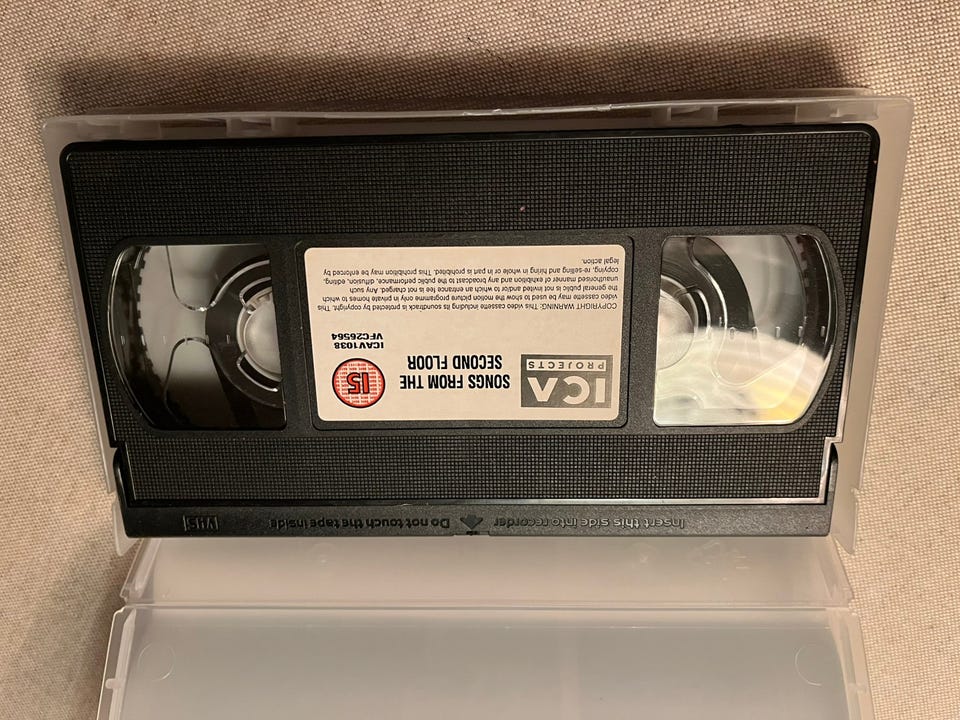 Insert this side into recorder Do not touch the tape inside VHS
ICA
PROJECTS
SONGS FROM THE
SECOND FLOOR
15
ICAV1038
VFC26564
COPYRIGHT WARNING: This video cassette including its soundtrack is protected by copyright. This
video cassette may be used to show the motion picture programme only in private homes to which
the general public is not invited and/or to which an entrance fee is not charged. Any such
unauthorised manner of exhibition and any broadcast the public performance, diffusion, editing,
copying, re-selling and hiring in whole or in part is prohibited. This prohibition may be enforced by
legal action.